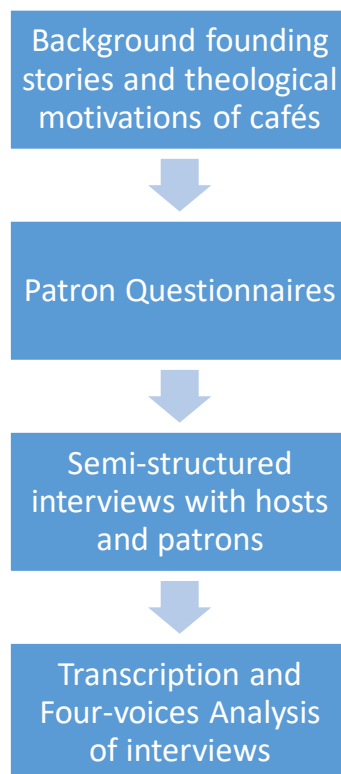 Background founding
stories and theological
motivations of cafés
Patron Questionnaires
Semi-structured
interviews with hosts
and patrons
Transcription and
Four-voices Analysis
of interviews